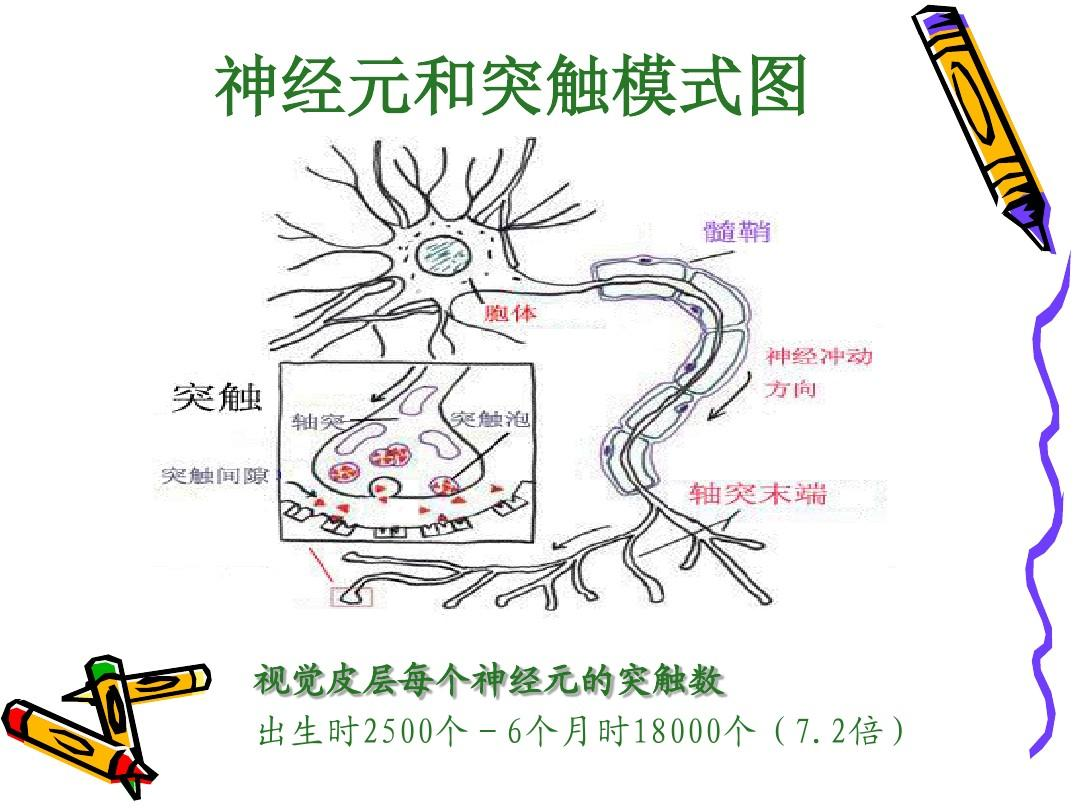 神经元和突触模式图
髓鞘
胞体
神经冲动
方向
突触
轴突
突触泡
突触间隙
轴突末端
视觉皮层每个神经元的突触数
出生时2500个－6个月时18000个（7.2倍）